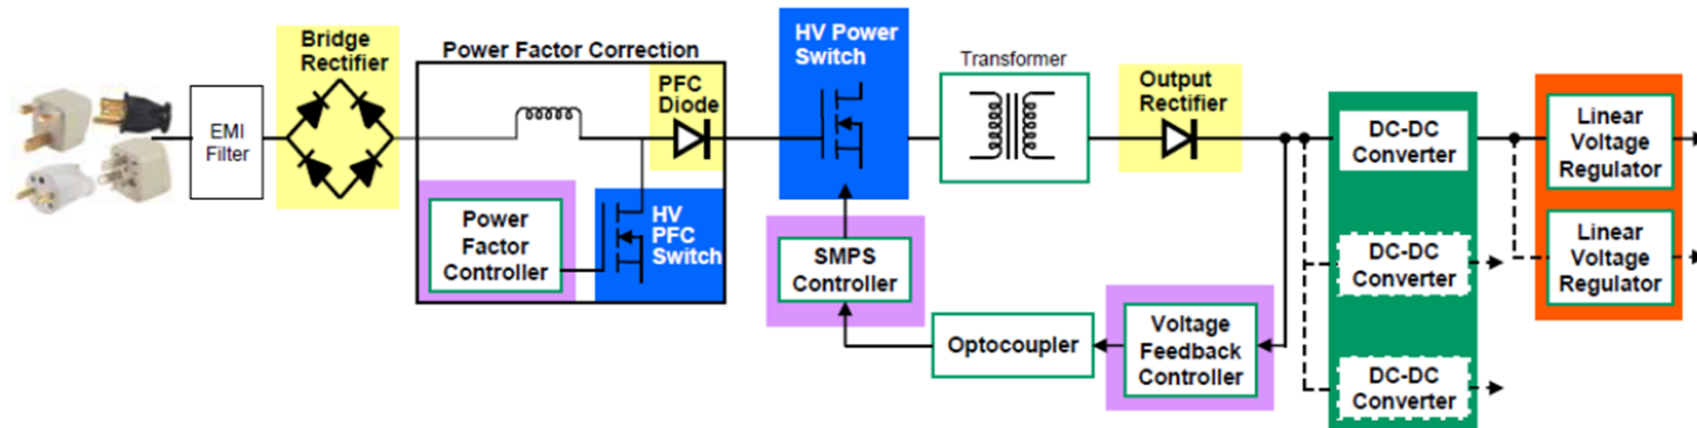 Bridge
Rectifier
Power Factor Correction
HV Power
Switch
Transformer
PFC
Diode
Output
Rectifier
EMI
Filter
DC-DC
Converter
Linear
Voltage
Regulator
Power
Factor
Controller
HV
PFC
Switch
SMPS
Controller
DC-DC
Converter
Linear
Voltage
Regulator
Optocoupler
Voltage
Feedback
Controller
DC-DC
Converter